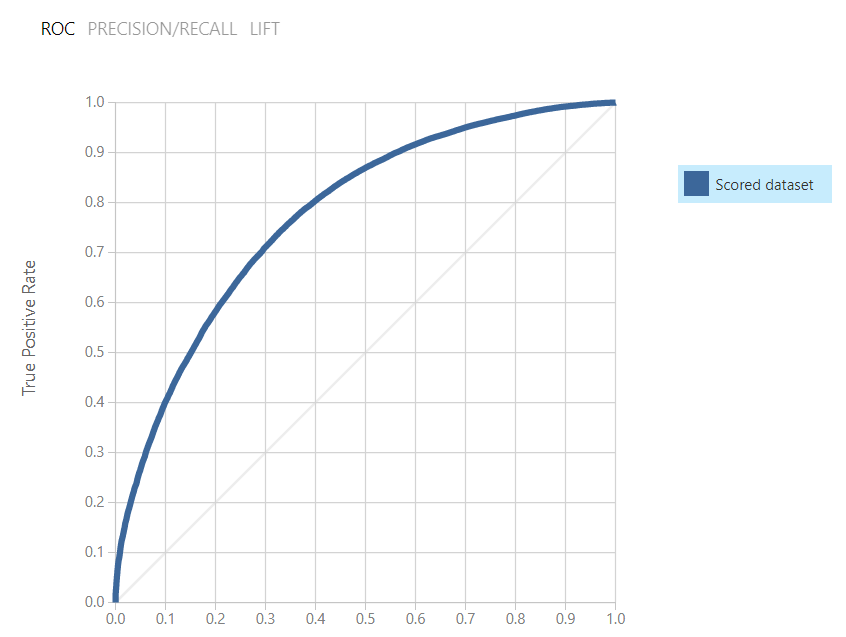 ROC PRECISION/RECALL LIFT
1.0
0.9
Scored dataset
0.8
0.7
True Positive Rate
0.6
0.5
0.4
0.3
0.2
0.1
0.0
0.0 0.1 0.2 0.3 0.4 0.5 0.6 0.7 0.8 0.9 1.0